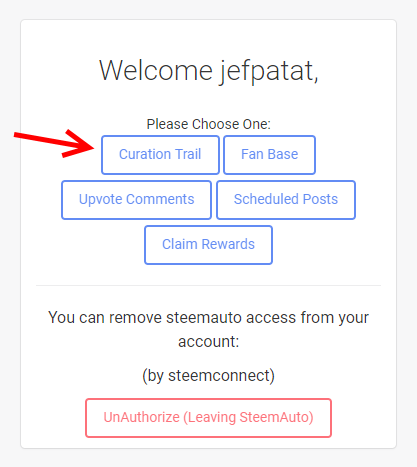 Welcome jefpatat,
Please Choose One:
Curation Trail Fan Base
Upvote Comments Scheduled Posts
Claim Rewards
You can remove steemauto access from your
account:
(by steemconnect)
UnAuthorize (Leaving SteemAuto)